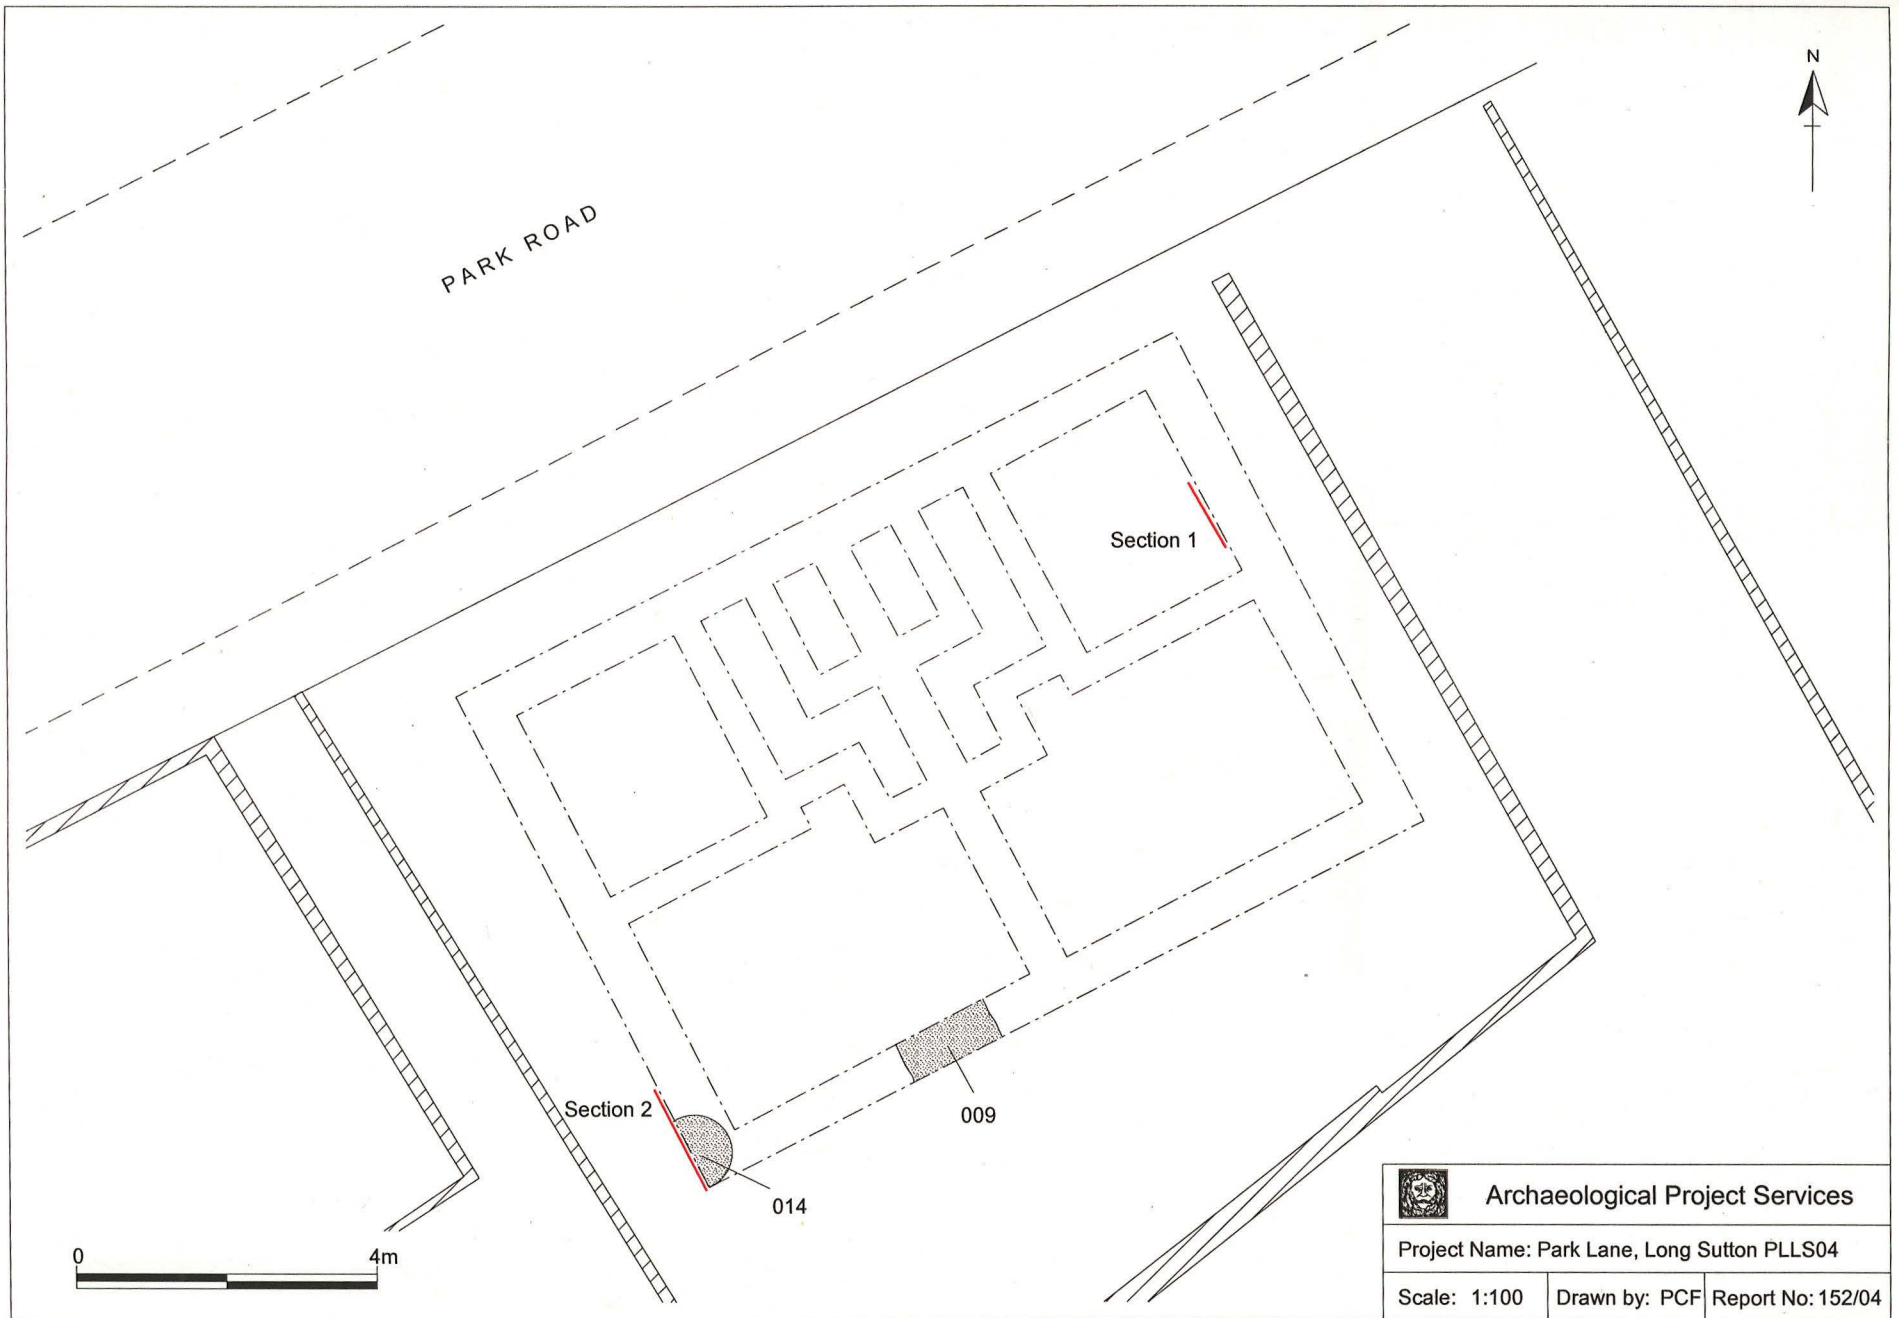 N
PARK ROAD
Section 1
Section 2
009
014
0 4m
Archaeological Project Services
Project Name: Park Lane, Long Sutton PLLS04
Scale: 1:100 Drawn by: PCF Report No: 152/04